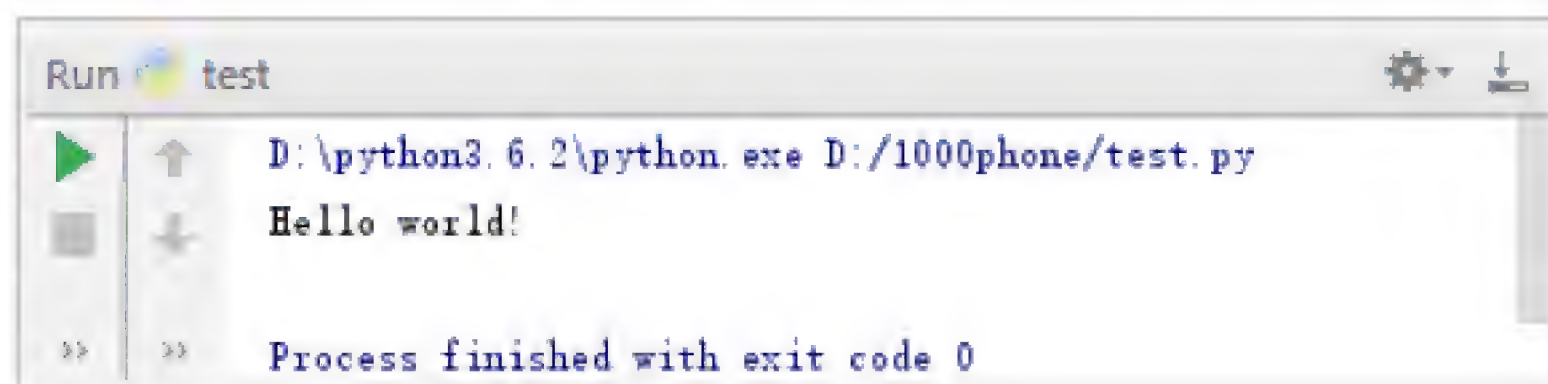 Run test
D:\python3.6.2\python.exe D:/1000phone/test.py
Hello world!
Process finished with exit code 0